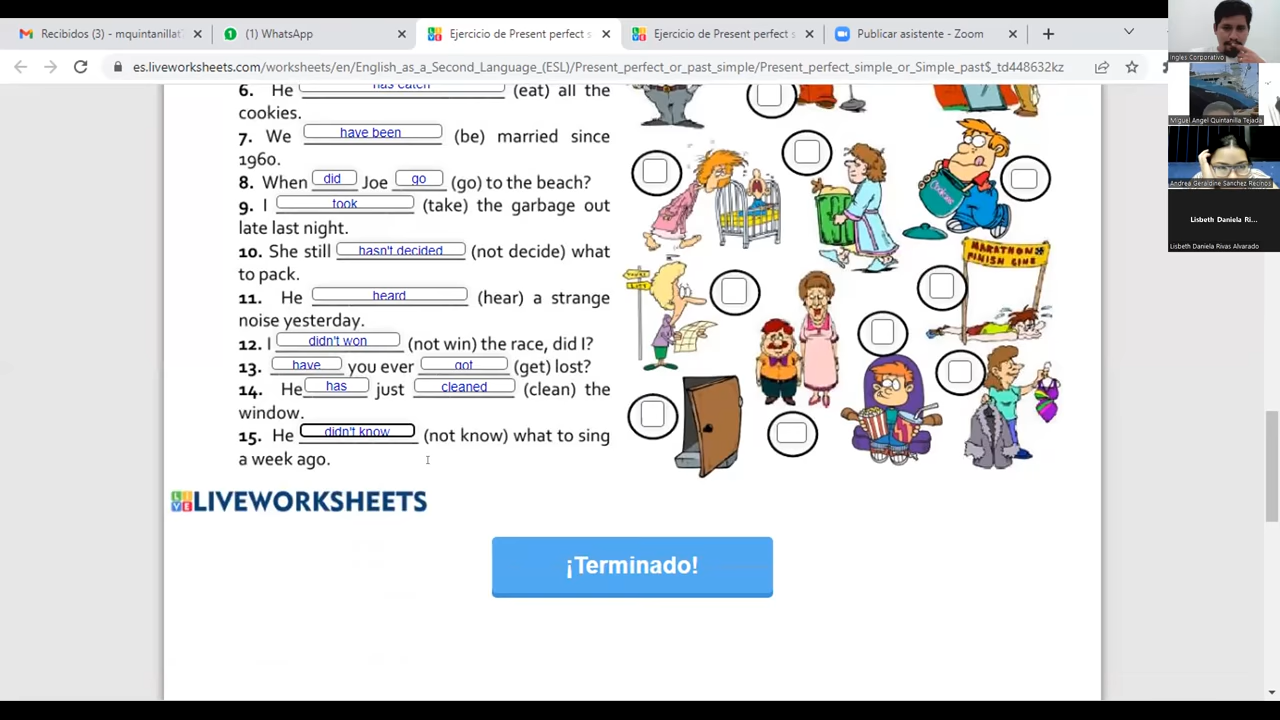 Recibidos (3) - mquintanillat
(1) WhatsApp
Ejercicio de Present perfect s
Ejercicio de Present perfect s
Publicar asistente - Zoom
es.liveworksheets.com/worksheets/en/English_as_a_Second_Language_(ESL)/Present_perfect_or_past_simple/Present_perfect_simple_or_Simple_past$_td448632kz
Ingles Corporativo
Miguel Angel Quintanilla Tejada
Andrea Geraldine Sanchez Recinos
Lisbeth Daniela Ri...
Lisbeth Daniela Rivas Alvarado
6. He has eatch (eat) all the
cookies.
7. We have been (be) married since
1960.
8. When did Joe go (go) to the beach?
9. I took (take) the garbage out
late last night.
10. She still hasn't decided (not decide) what
to pack.
11. He heard (hear) a strange
noise yesterday.
12. I didn't won (not win) the race, did I?
13. have you ever got (get) lost?
14. He has just cleaned (clean) the
window.
15. He didn't know (not know) what to sing
a week ago.
Cookies
MARATHON
FINISH LINE
LIVEWORKSHEETS
¡Terminado!